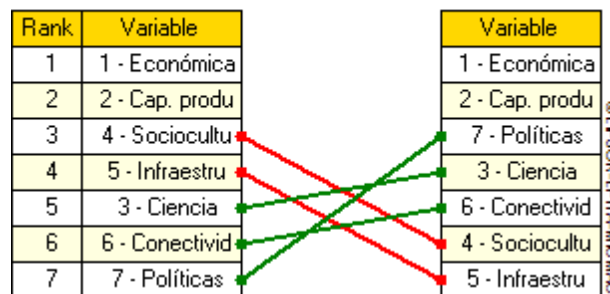 Rank Variable Variable
1 1 - Económica 1 - Económica
2 2 - Cap. produ 2 - Cap. produ
3 4 - Sociocultu 7 - Políticas
4 5 - Infraestru 3 - Ciencia
5 3 - Ciencia 6 - Conectivid
6 6 - Conectivid 4 - Sociocultu
7 7 - Políticas 5 - Infraestru